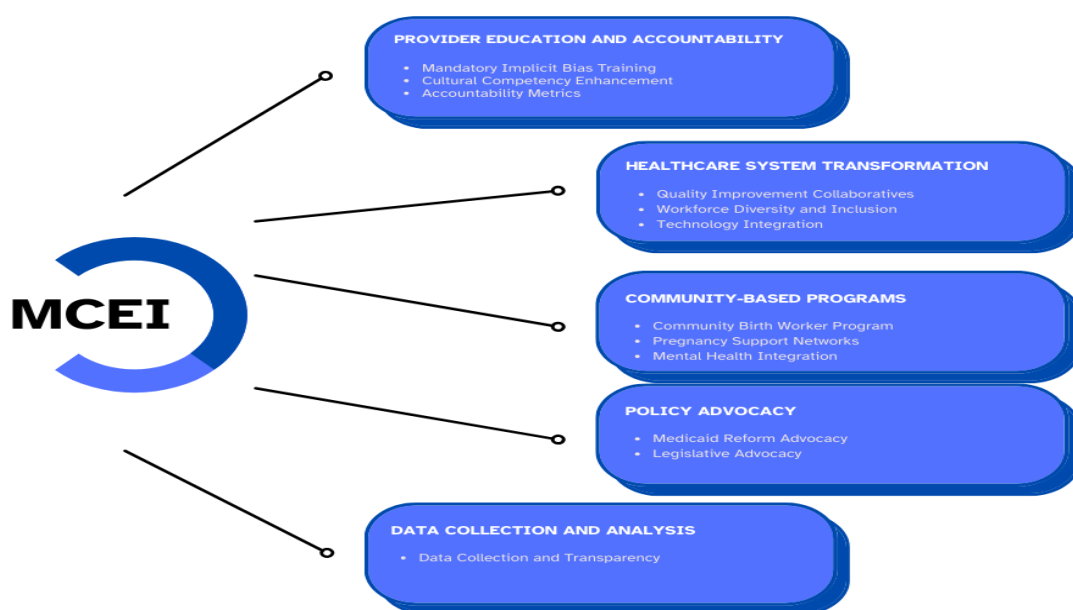 PROVIDER EDUCATION AND ACCOUNTABILITY
• Mandatory Implicit Bias Training
• Cultural Competency Enhancement
• Accountability Metrics
HEALTHCARE SYSTEM TRANSFORMATION
• Quality Improvement Collaboratives
• Workforce Diversity and Inclusion
• Technology Integration
MCEI
COMMUNITY-BASED PROGRAMS
• Community Birth Worker Program
• Pregnancy Support Networks
• Mental Health Integration
POLICY ADVOCACY
• Medicaid Reform Advocacy
• Legislative Advocacy
DATA COLLECTION AND ANALYSIS
• Data Collection and Transparency